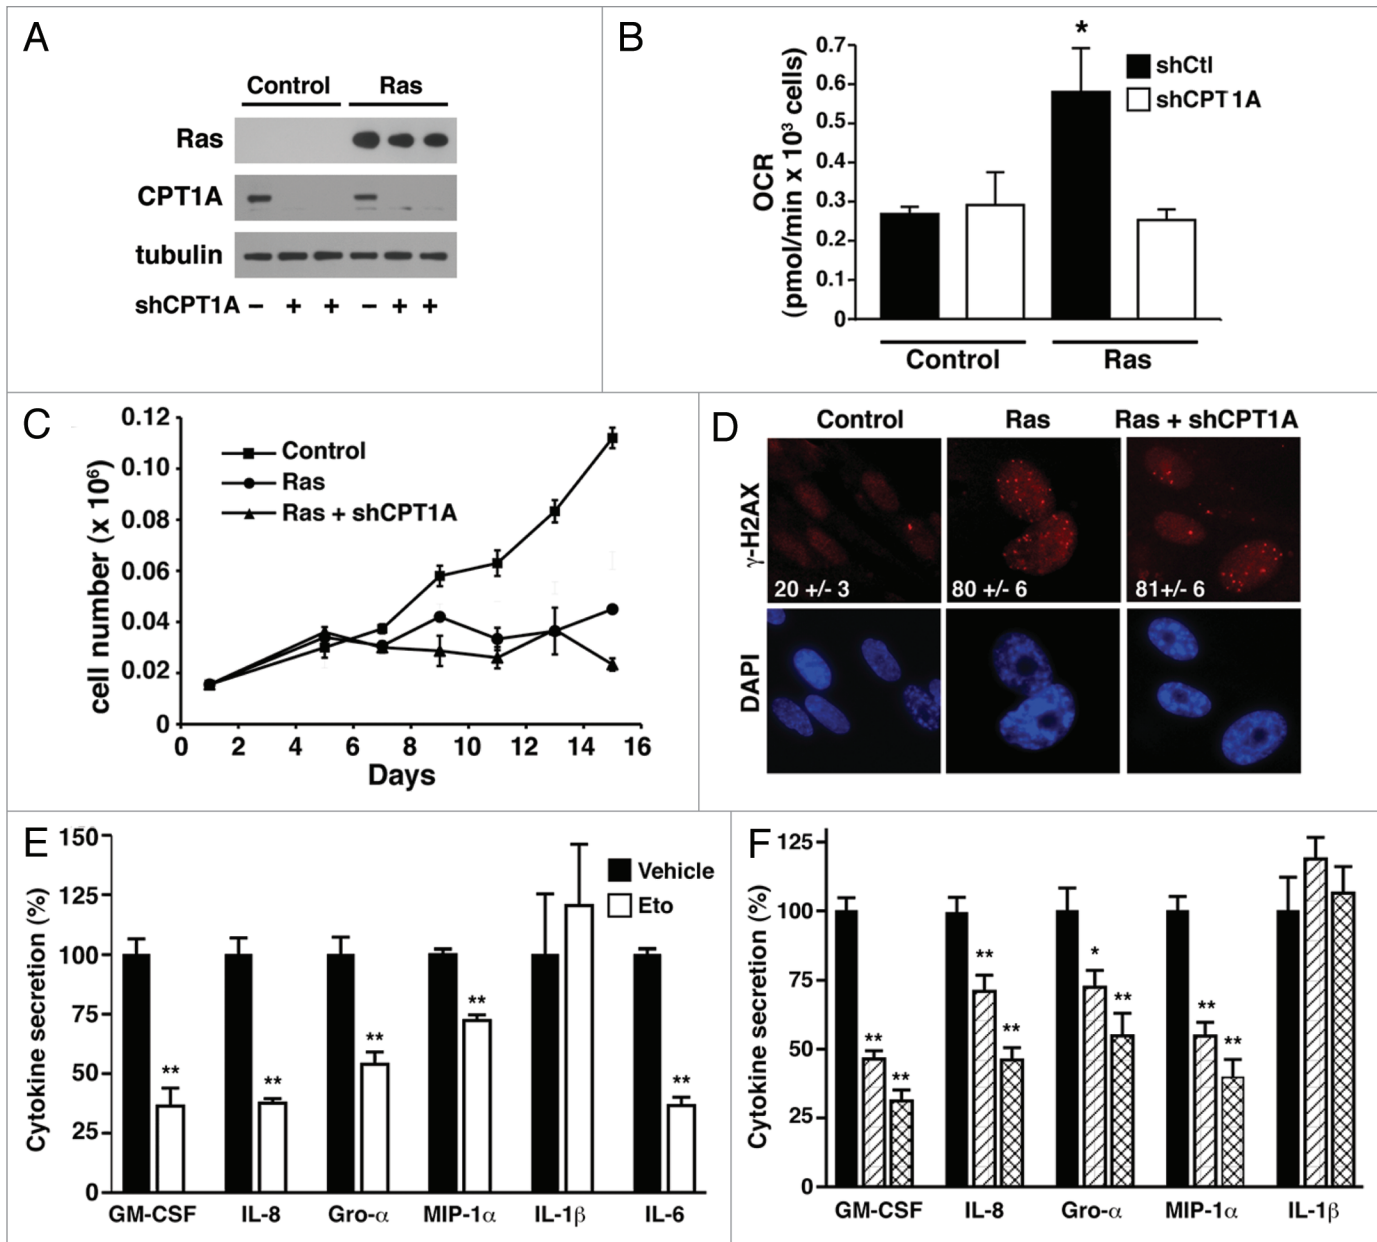 A
Control Ras
Ras
CPT1A
tubulin
shCPT1A − + + − + +
B
*
0.7
0.6
0.5
0.4
0.3
0.2
0.1
0
OCR
(pmol/min x 10³ cells)
shCtl
shCPT1A
Control Ras
C
0.12
0.10
0.08
0.06
0.04
0.02
0
cell number (x 10⁶)
Control
Ras
Ras + shCPT1A
0 2 4 6 8 10 12 14 16
Days
D
Control Ras Ras + shCPT1A
γ-H2AX
20 +/- 3 80 +/- 6 81+/- 6
DAPI
E
150
125
100
75
50
25
0
Cytokine secretion (%)
Vehicle
Eto
** ** ** ** **
GM-CSF IL-8 Gro-α MIP-1α IL-1β IL-6
F
125
100
75
50
25
0
Cytokine secretion (%)
** ** ** ** * ** ** **
GM-CSF IL-8 Gro-α MIP-1α IL-1β